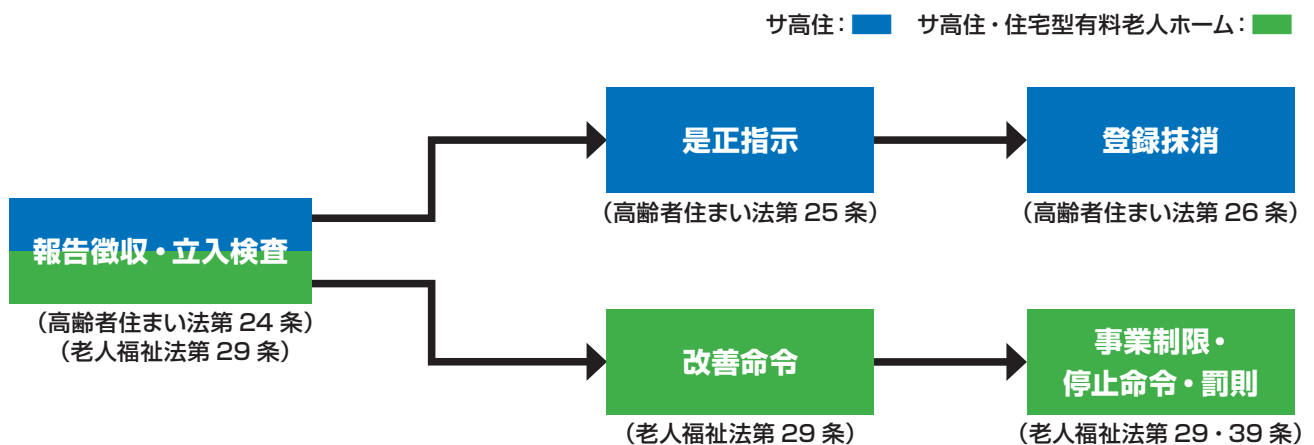 サ高住： サ高住・住宅型有料老人ホーム：
是正指示
（高齢者住まい法第 25 条）
登録抹消
（高齢者住まい法第 26 条）
報告徴収・立入検査
（高齢者住まい法第 24 条）
（老人福祉法第 29 条）
改善命令
（老人福祉法第 29 条）
事業制限・
停止命令・罰則
（老人福祉法第 29・39 条）